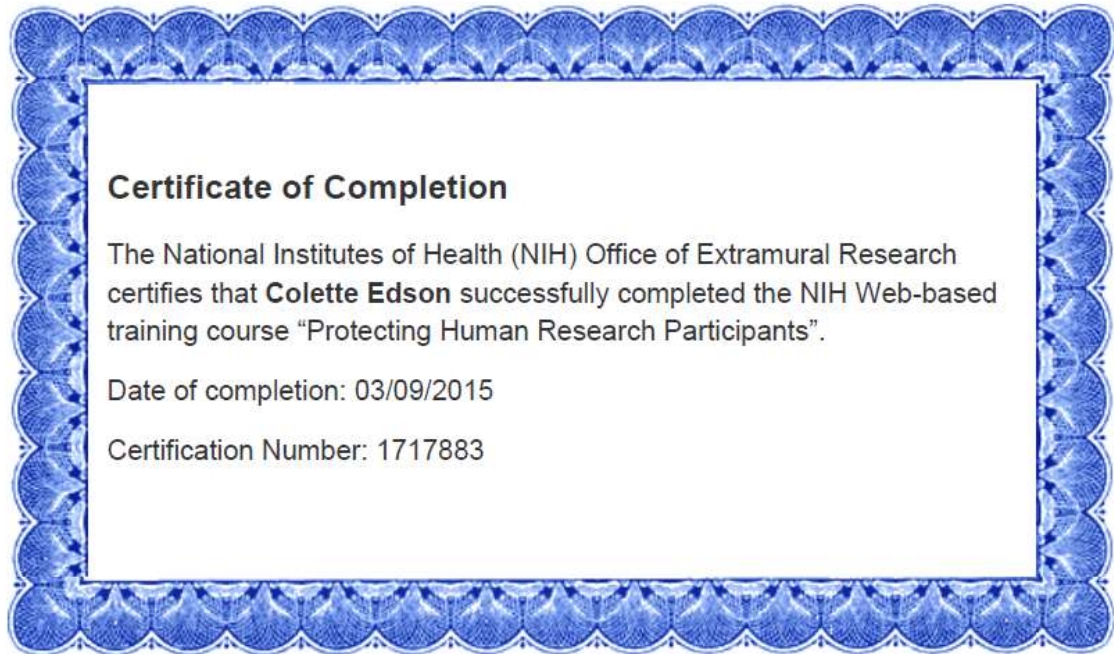 Certificate of Completion
The National Institutes of Health (NIH) Office of Extramural Research
certifies that Colette Edson successfully completed the NIH Web-based
training course “Protecting Human Research Participants”.
Date of completion: 03/09/2015
Certification Number: 1717883